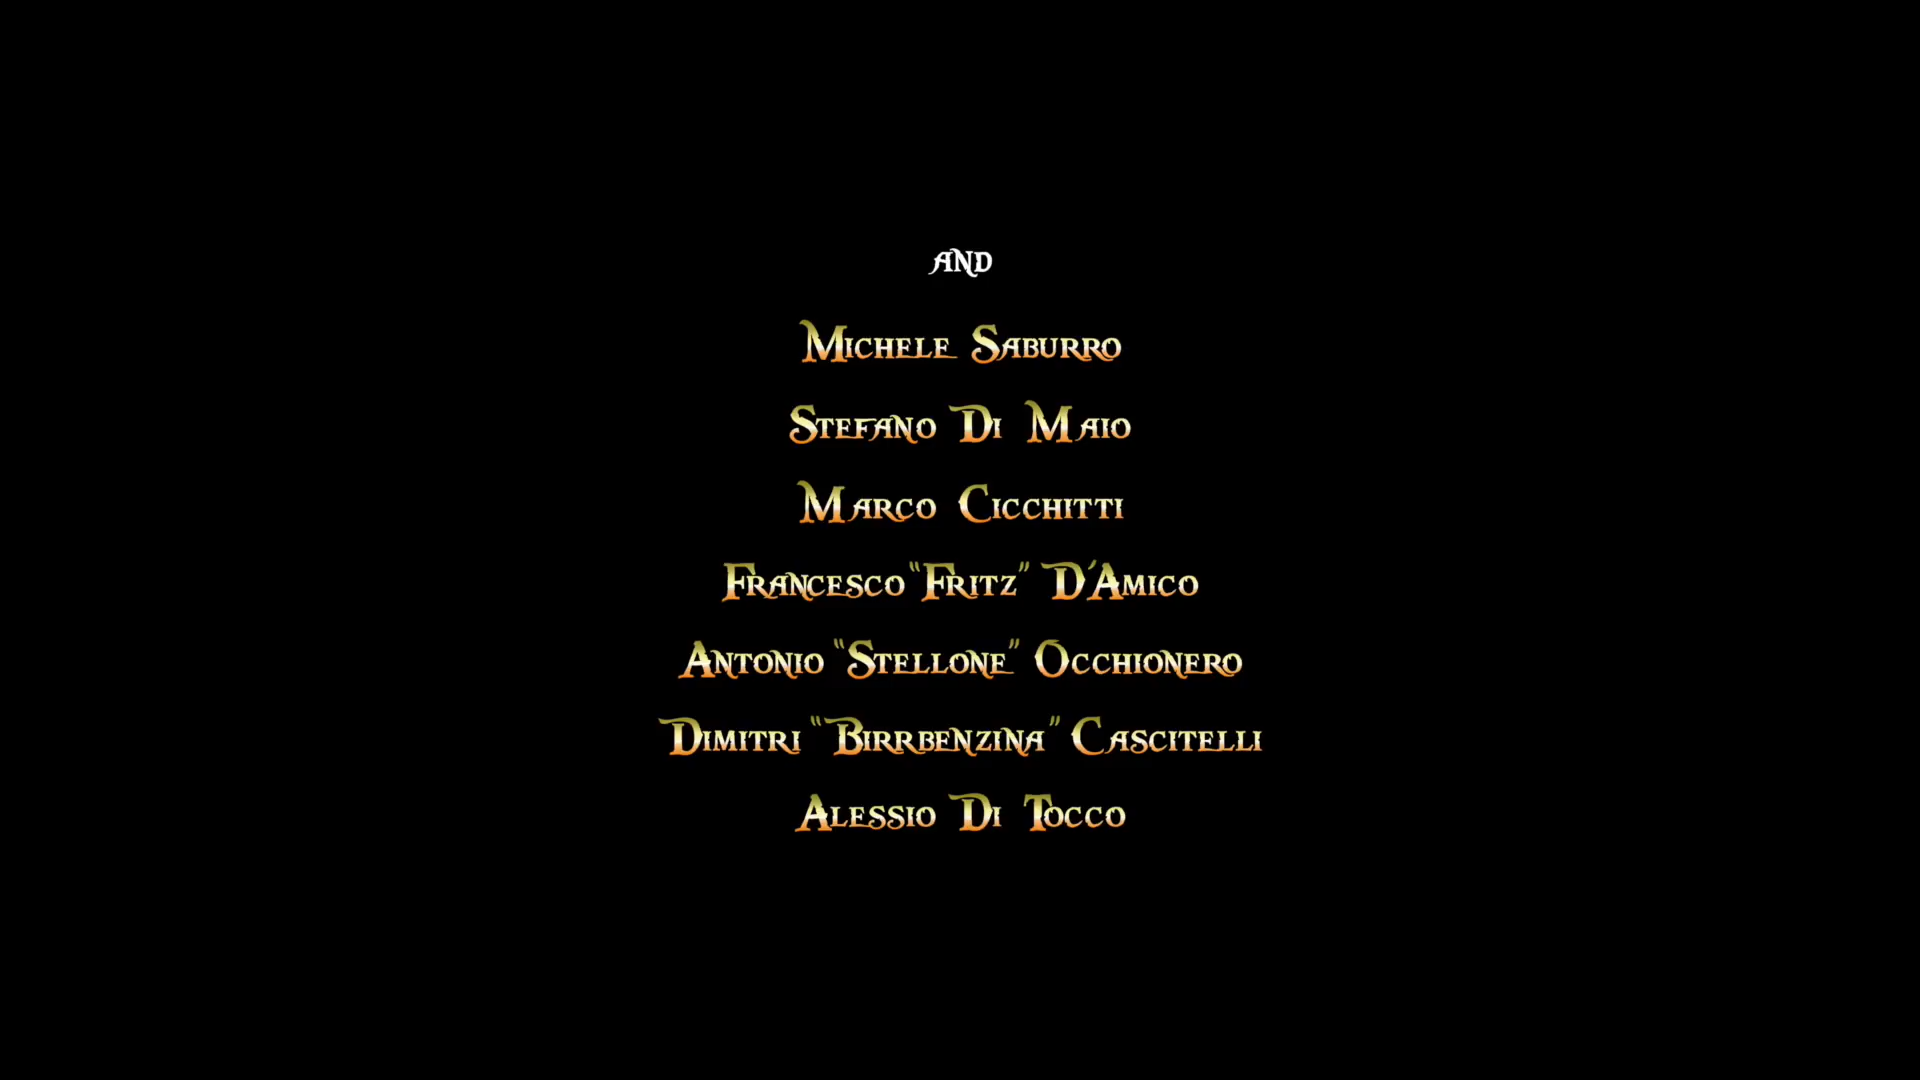 AND
Michele Saburro
Stefano Di Maio
Marco Cicchitti
Francesco "Fritz" D'Amico
Antonio "Stellone" Occhionero
Dimitri "Birrbenzina" Cascitelli
Alessio Di Tocco